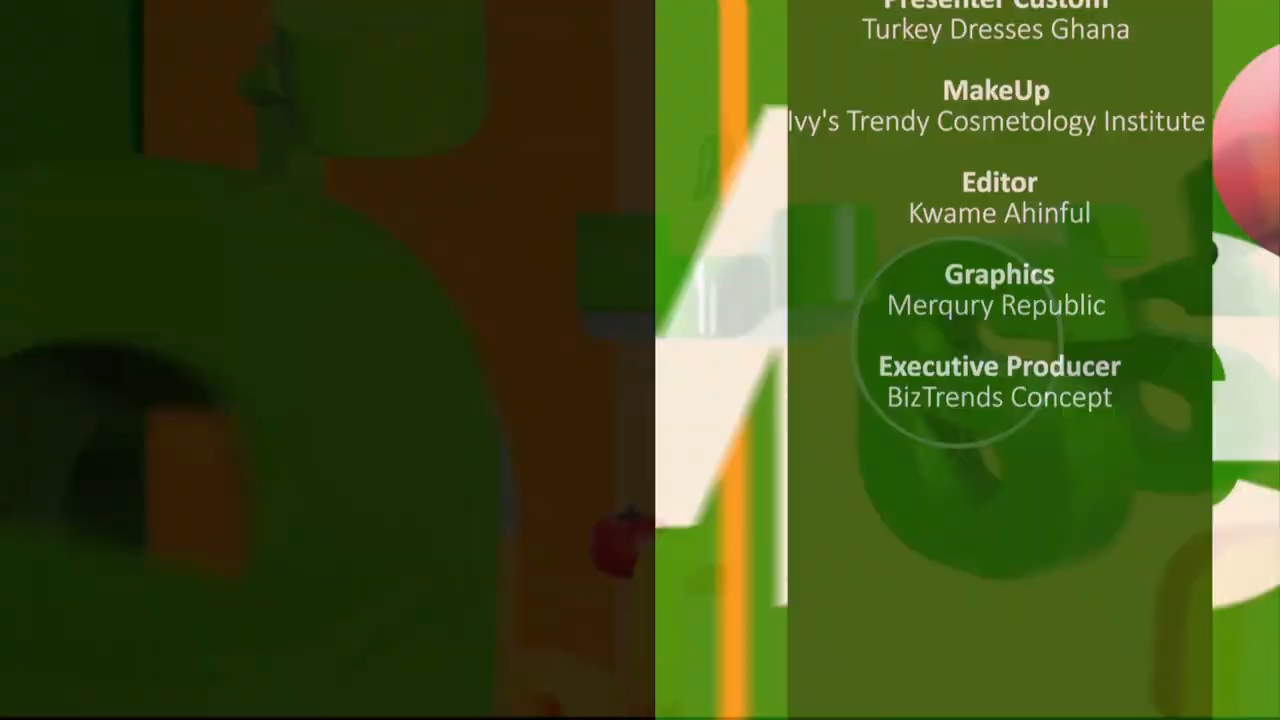 Presenter Custom
Turkey Dresses Ghana
MakeUp
Ivy's Trendy Cosmetology Institute
Editor
Kwame Ahinful
Graphics
Merqury Republic
Executive Producer
BizTrends Concept